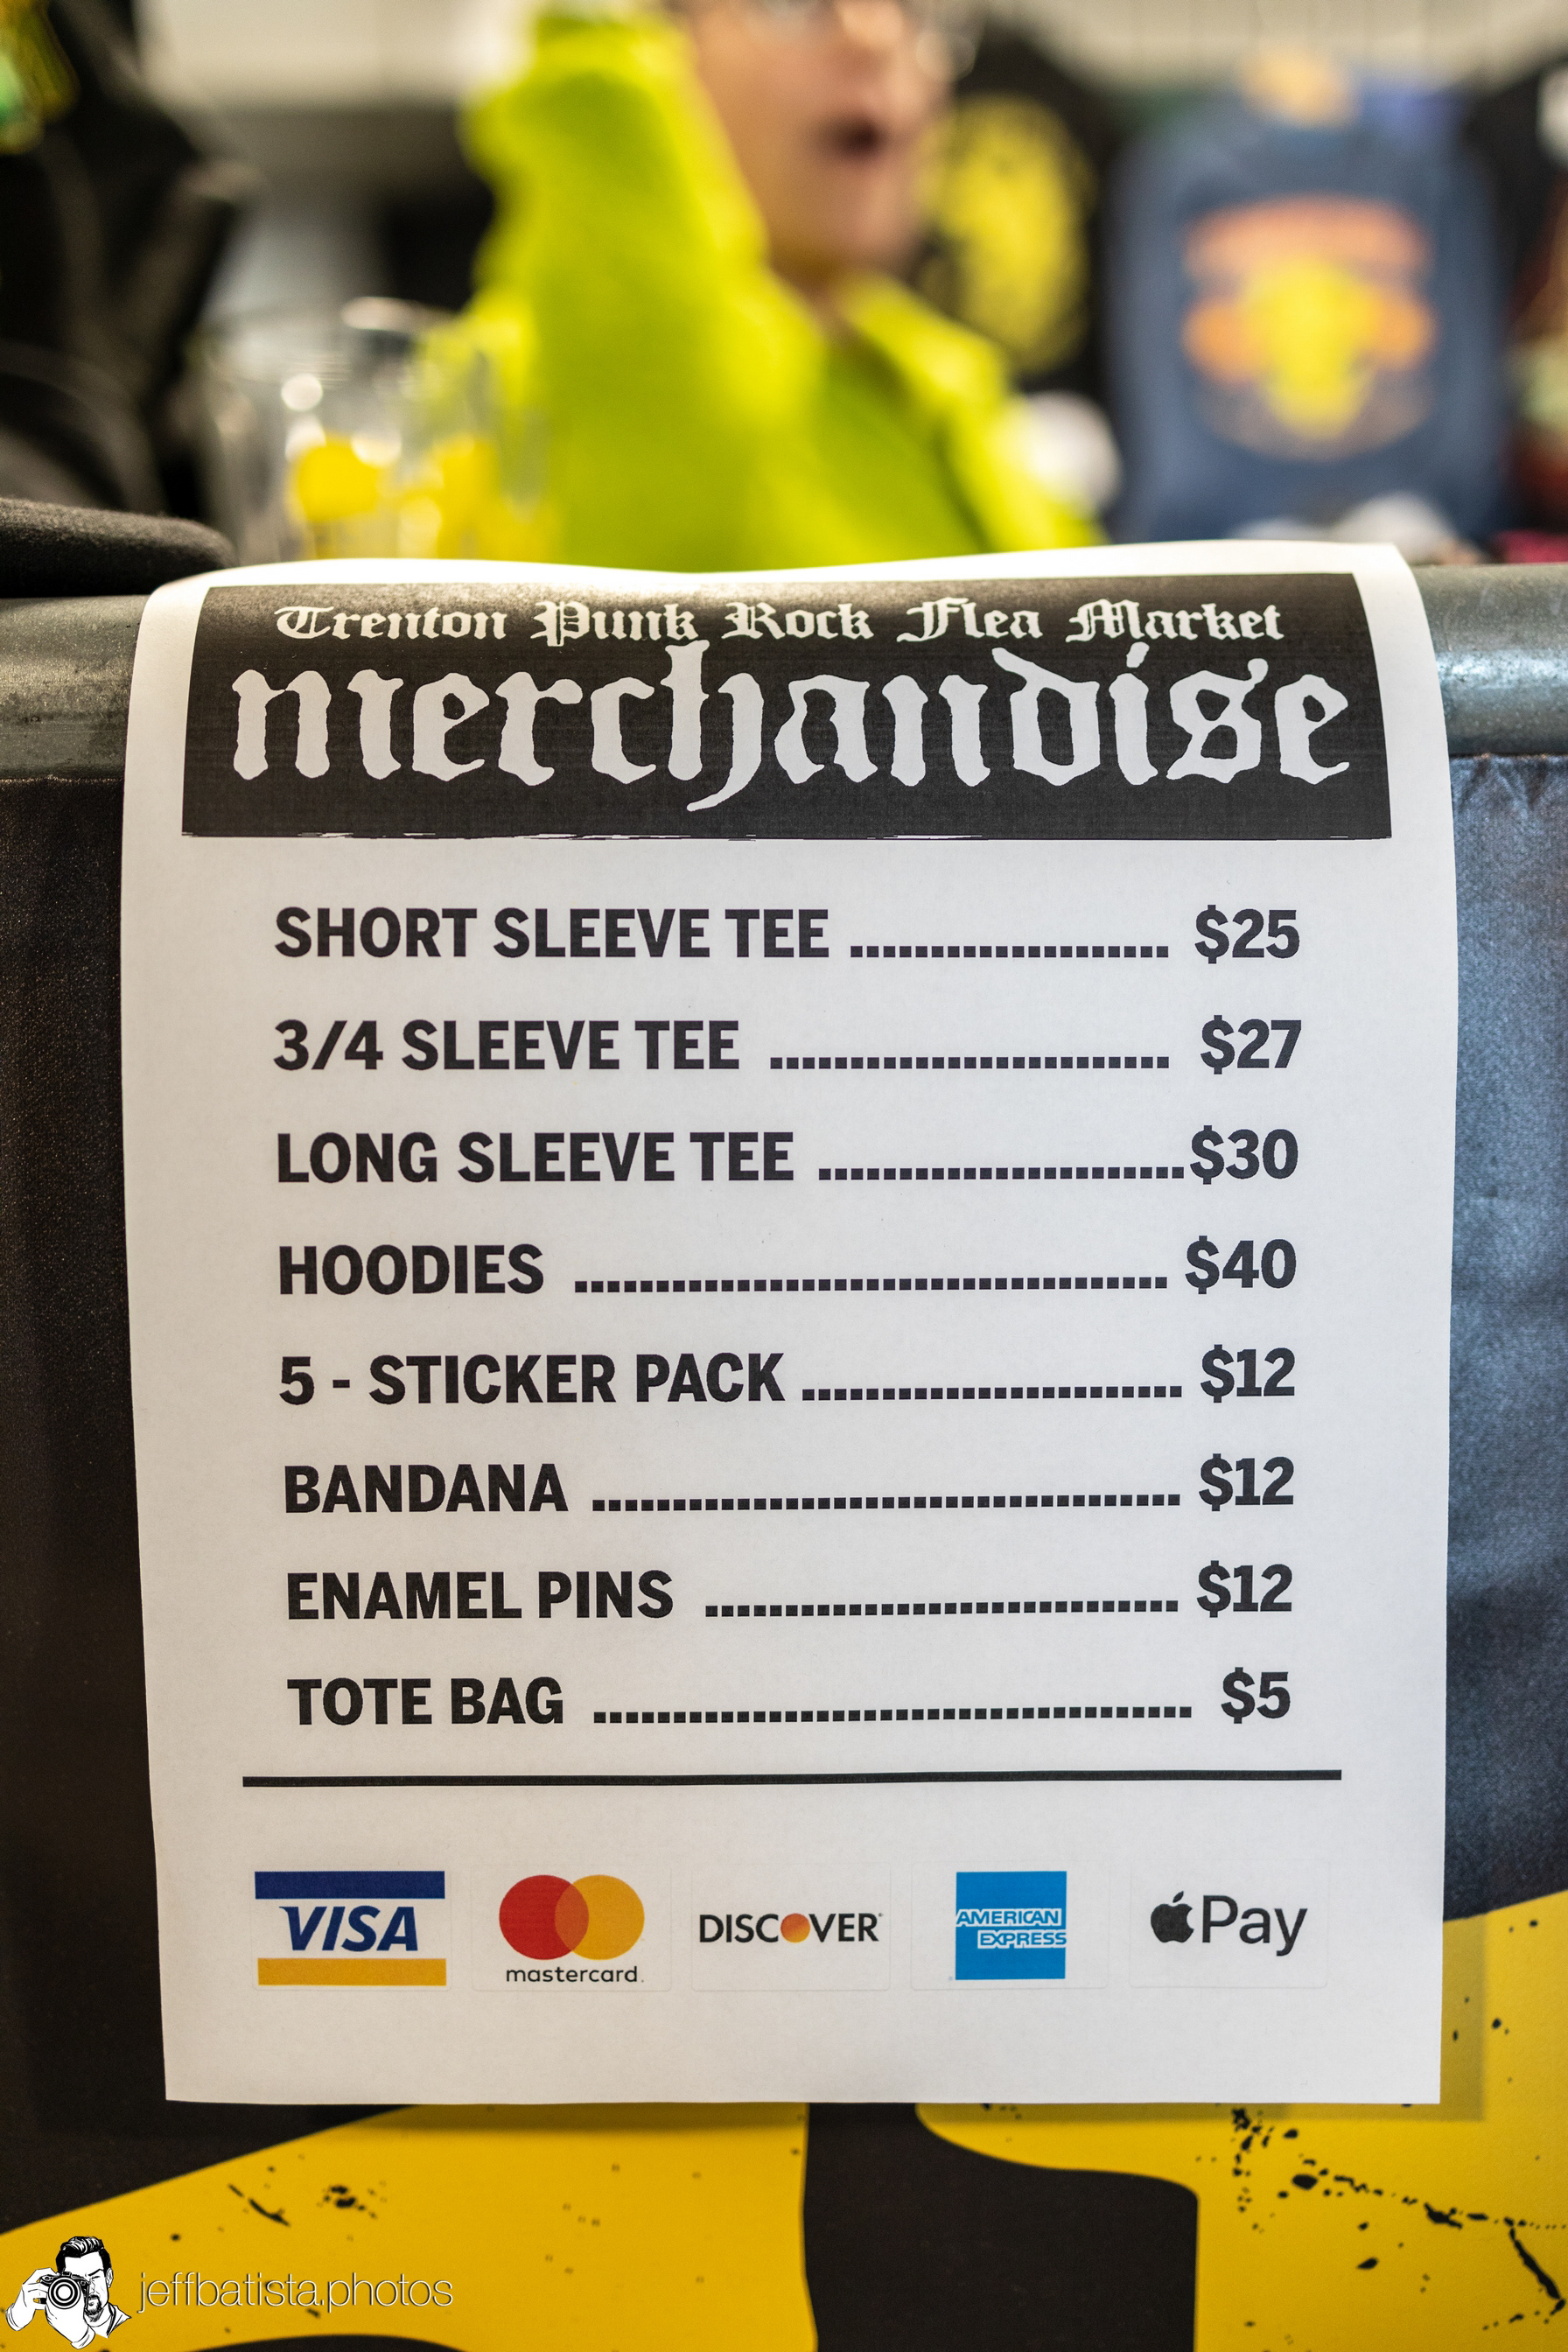 Trenton Punk Rock Flea Market
merchandise
SHORT SLEEVE TEE .................... $25
3/4 SLEEVE TEE ......................... $27
LONG SLEEVE TEE .......................$30
HOODIES ..................................... $40
5 - STICKER PACK ........................ $12
BANDANA ..................................... $12
ENAMEL PINS .............................. $12
TOTE BAG ...................................... $5
VISA mastercard. DISCOVER AMERICAN EXPRESS Pay
jeffbatista.photos